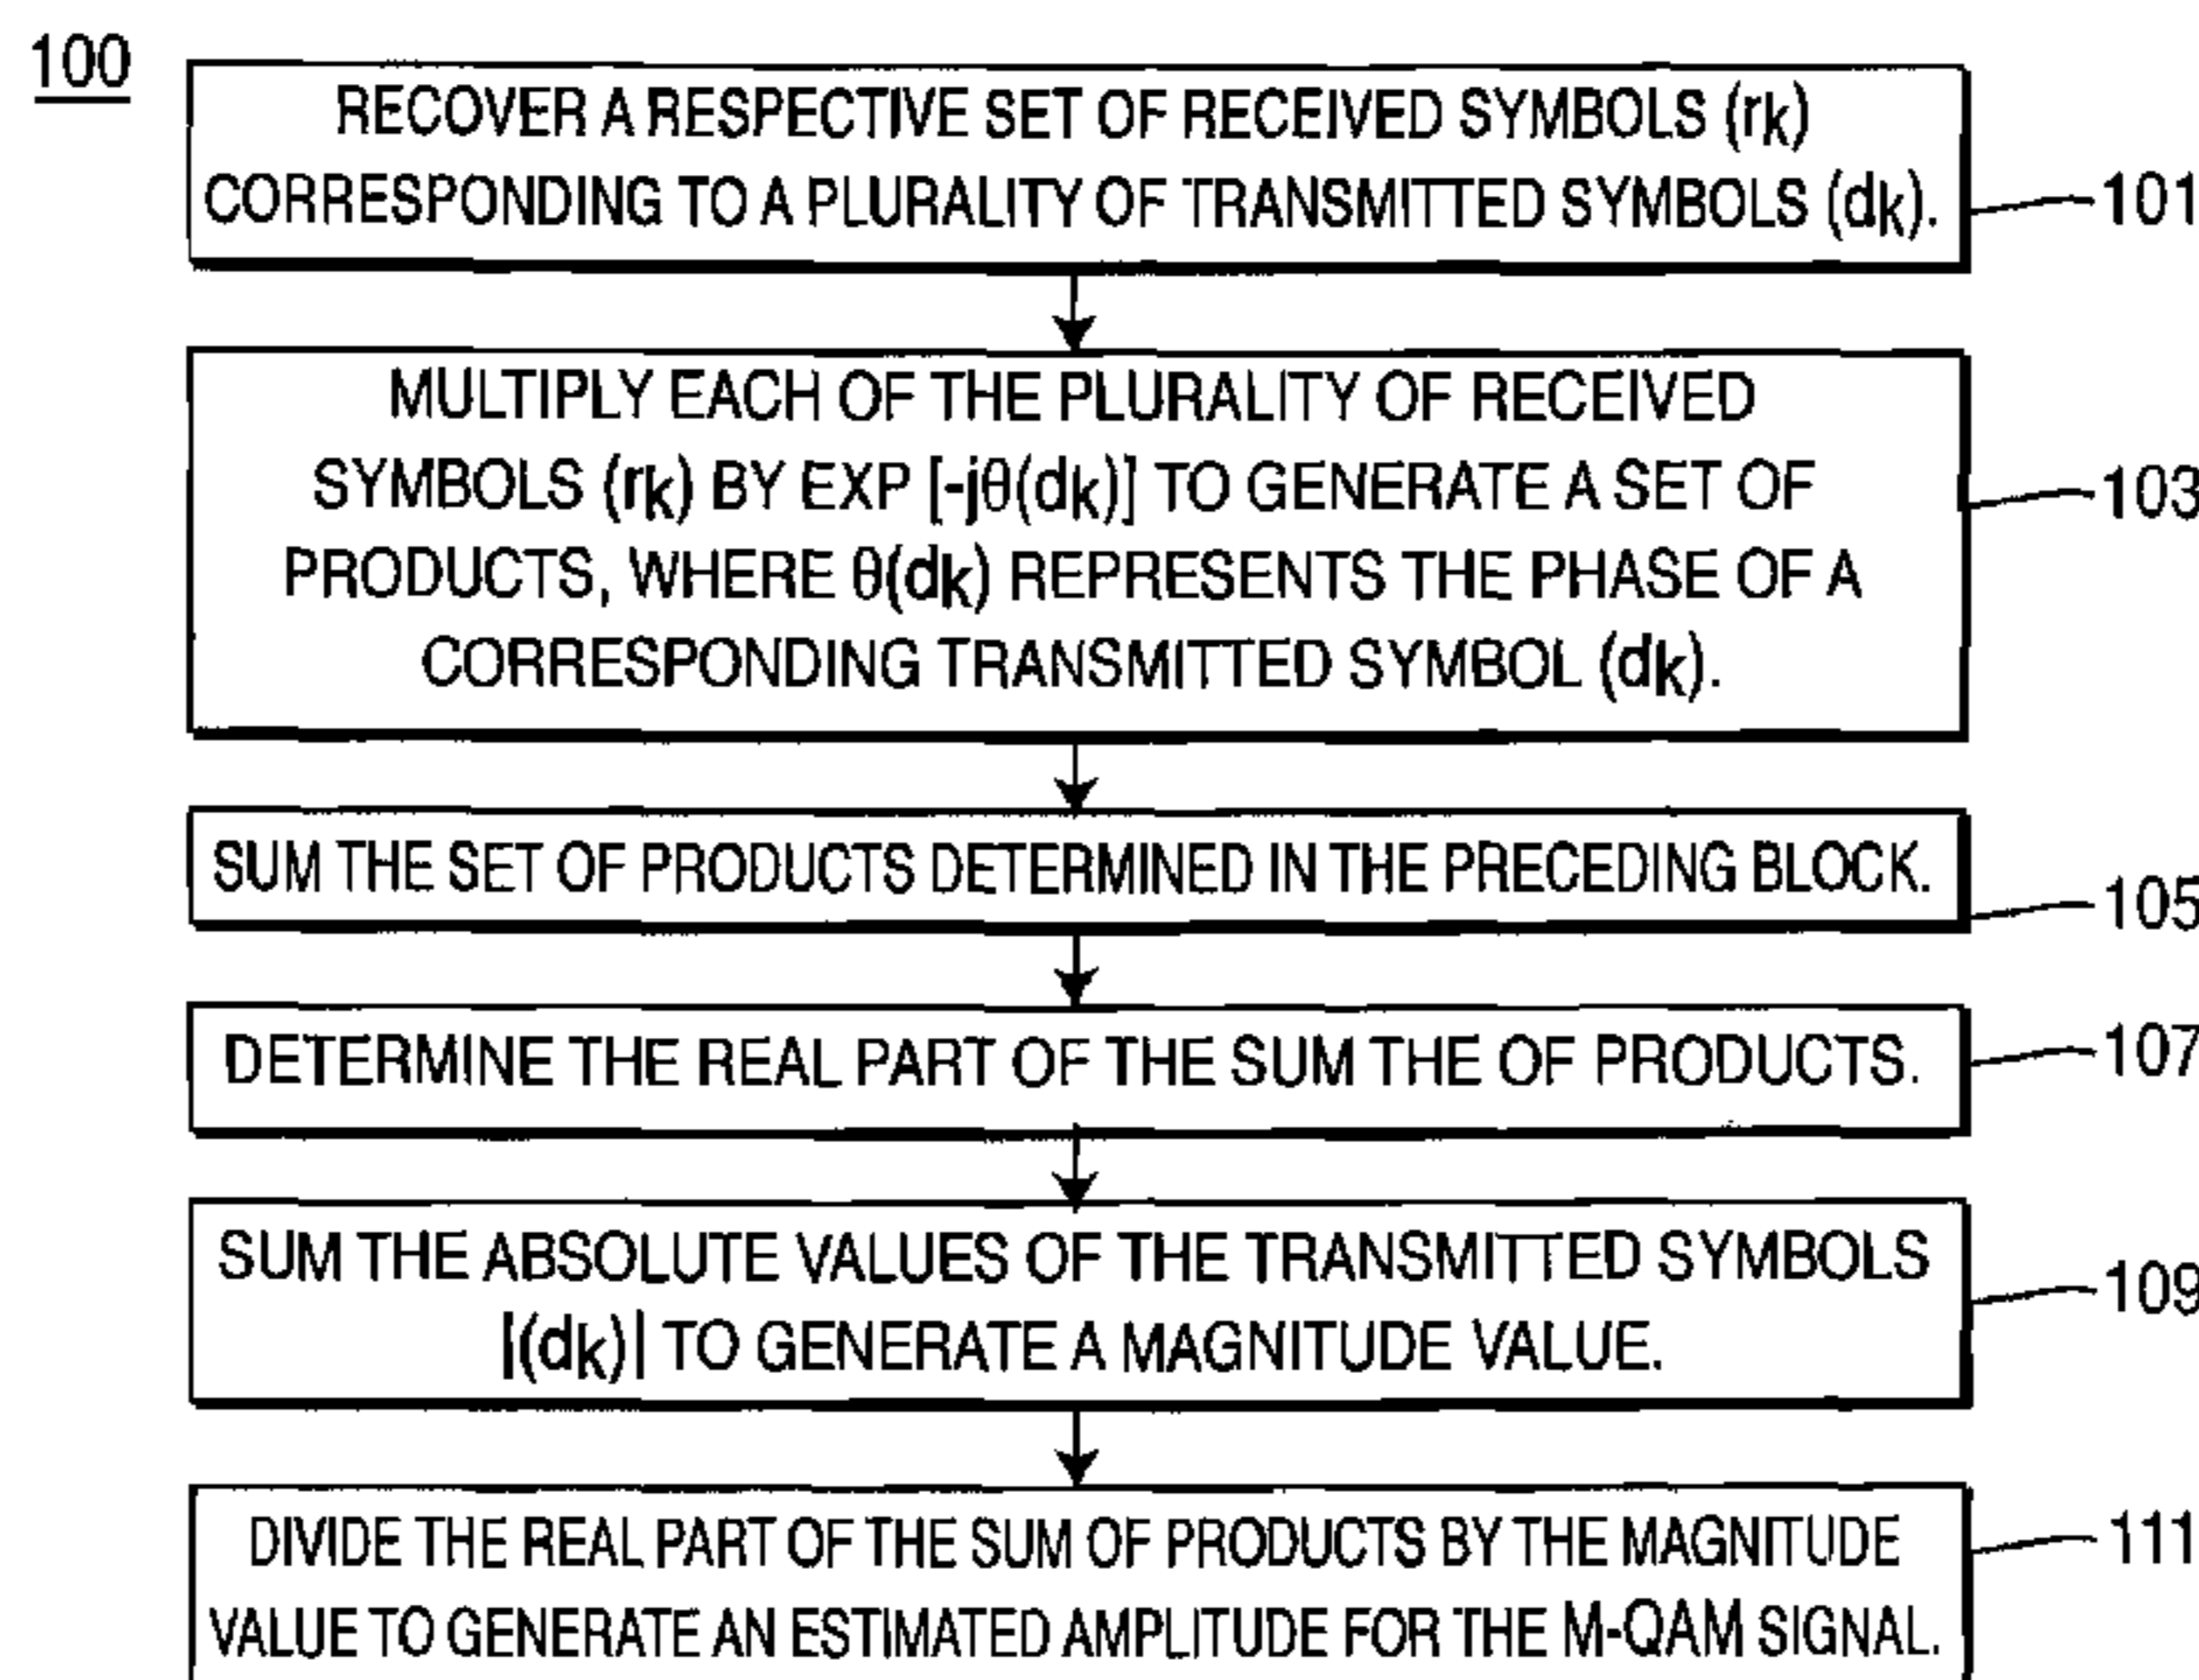 100
RECOVER A RESPECTIVE SET OF RECEIVED SYMBOLS (rk)
CORRESPONDING TO A PLURALITY OF TRANSMITTED SYMBOLS (dk).
101
MULTIPLY EACH OF THE PLURALITY OF RECEIVED
SYMBOLS (rk) BY EXP [-jθ(dk)] TO GENERATE A SET OF
PRODUCTS, WHERE θ(dk) REPRESENTS THE PHASE OF A
CORRESPONDING TRANSMITTED SYMBOL (dk).
103
SUM THE SET OF PRODUCTS DETERMINED IN THE PRECEDING BLOCK.
105
DETERMINE THE REAL PART OF THE SUM THE OF PRODUCTS.
107
SUM THE ABSOLUTE VALUES OF THE TRANSMITTED SYMBOLS
|(dk)| TO GENERATE A MAGNITUDE VALUE.
109
DIVIDE THE REAL PART OF THE SUM OF PRODUCTS BY THE MAGNITUDE
VALUE TO GENERATE AN ESTIMATED AMPLITUDE FOR THE M-QAM SIGNAL.
111